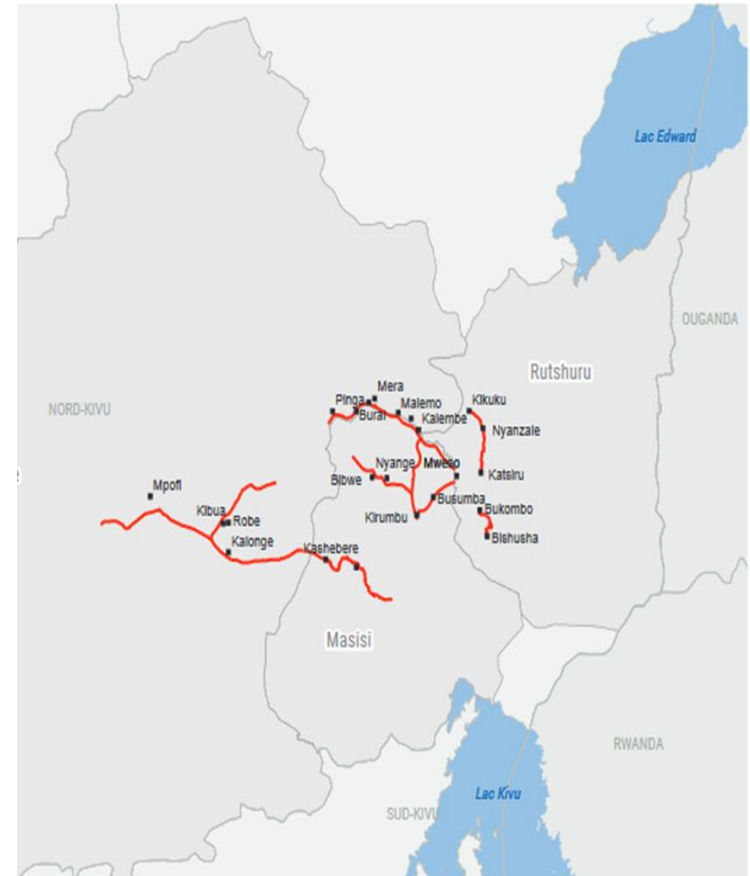 Lac Edward
OUGANDA
Rutshuru
NORD-KIVU
Mera
Pinga
Malemo
Kikuku
Burai
Kalembe
Nyanzale
Nyange
Mweso
Bibwe
Katsiru
Mpofi
Busumba
Bukombo
Kibua
Robe
Kirumbu
Bishusha
Kalonge
Kashebere
Masisi
RWANDA
Lac Kivu
SUD-KIVU